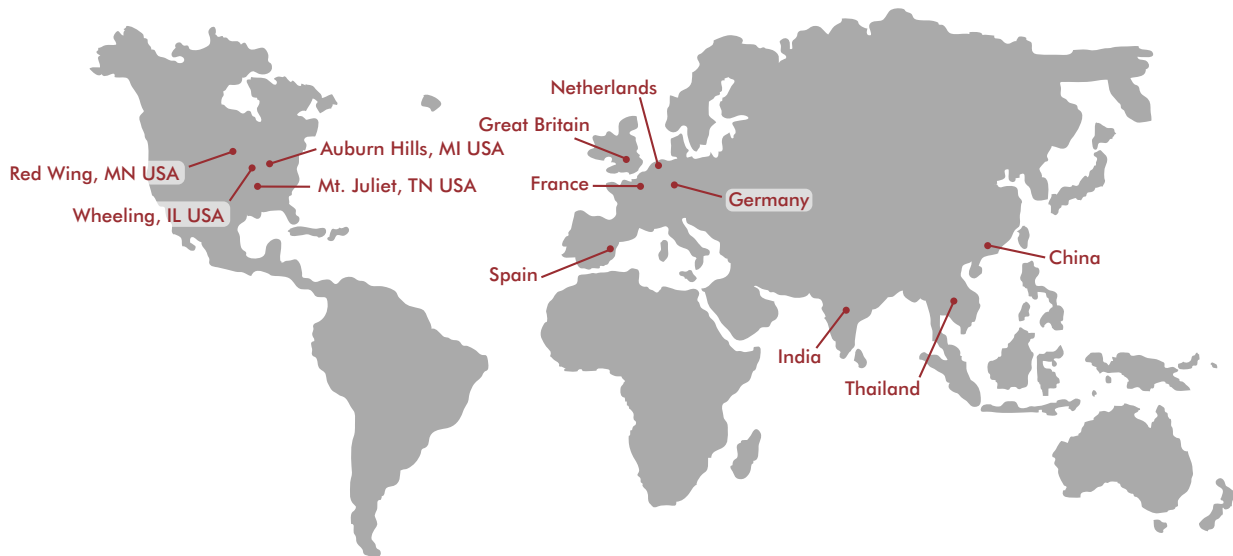 Netherlands
Great Britain
Auburn Hills, MI USA
Red Wing, MN USA
France
Mt. Juliet, TN USA
Germany
Wheeling, IL USA
China
Spain
India
Thailand